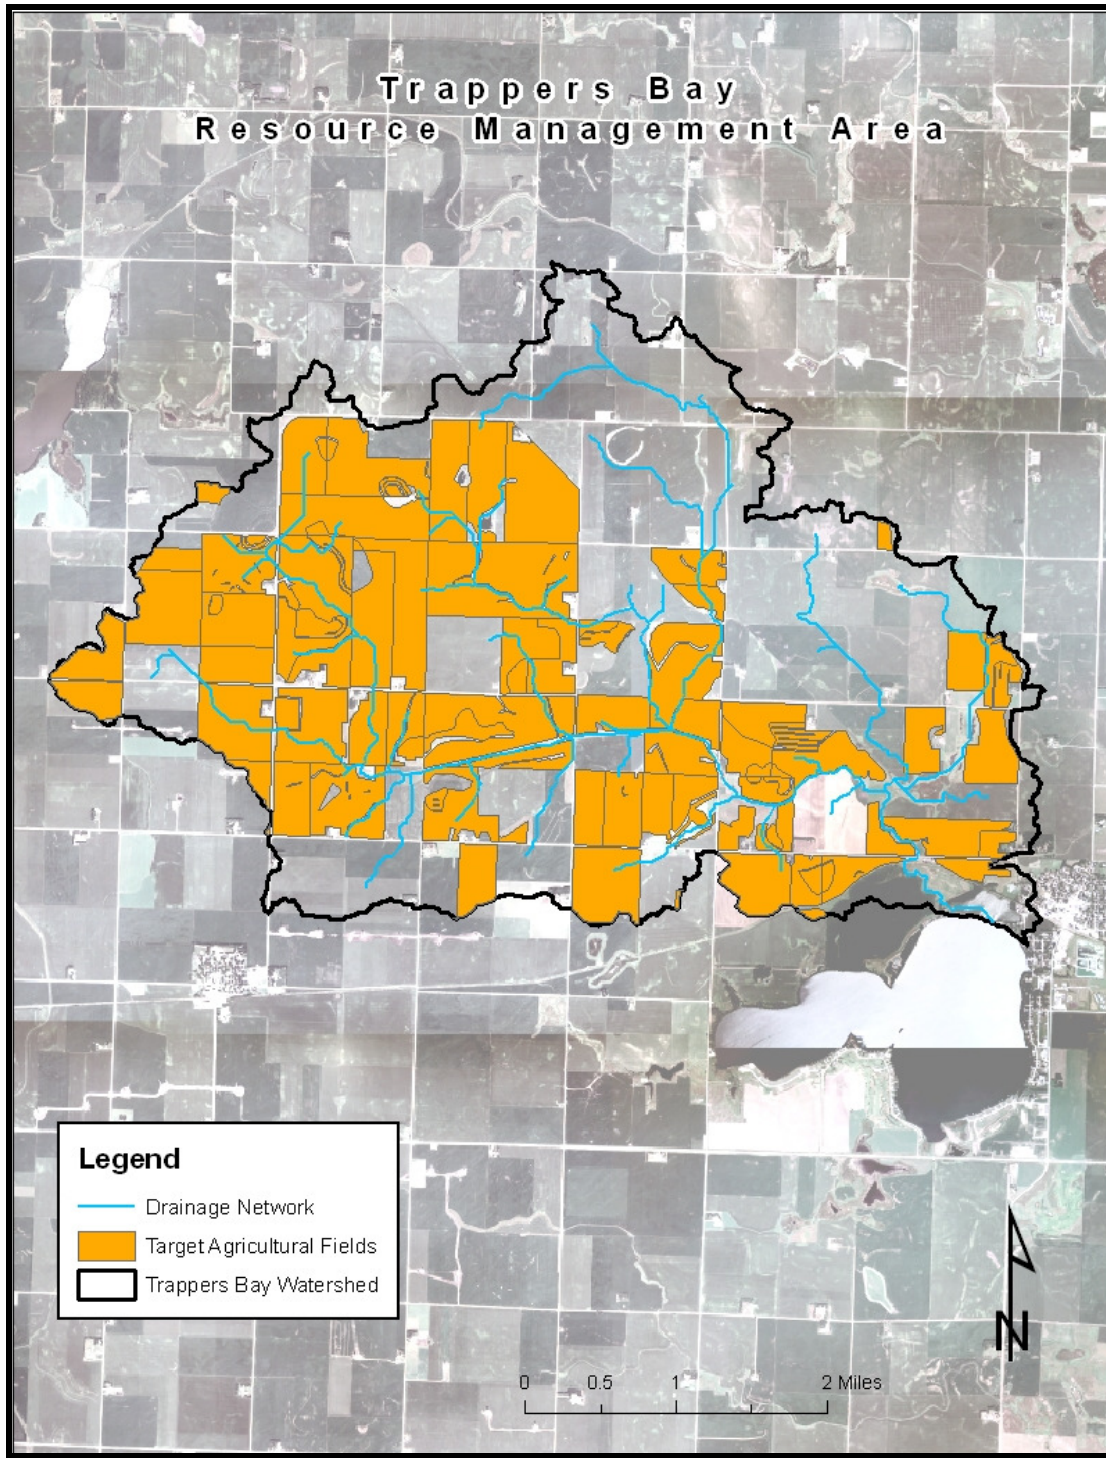 Trappers Bay
Resource Management Area
Legend
Drainage Network
Target Agricultural Fields
Trappers Bay Watershed
N
0 0.5 1 2 Miles